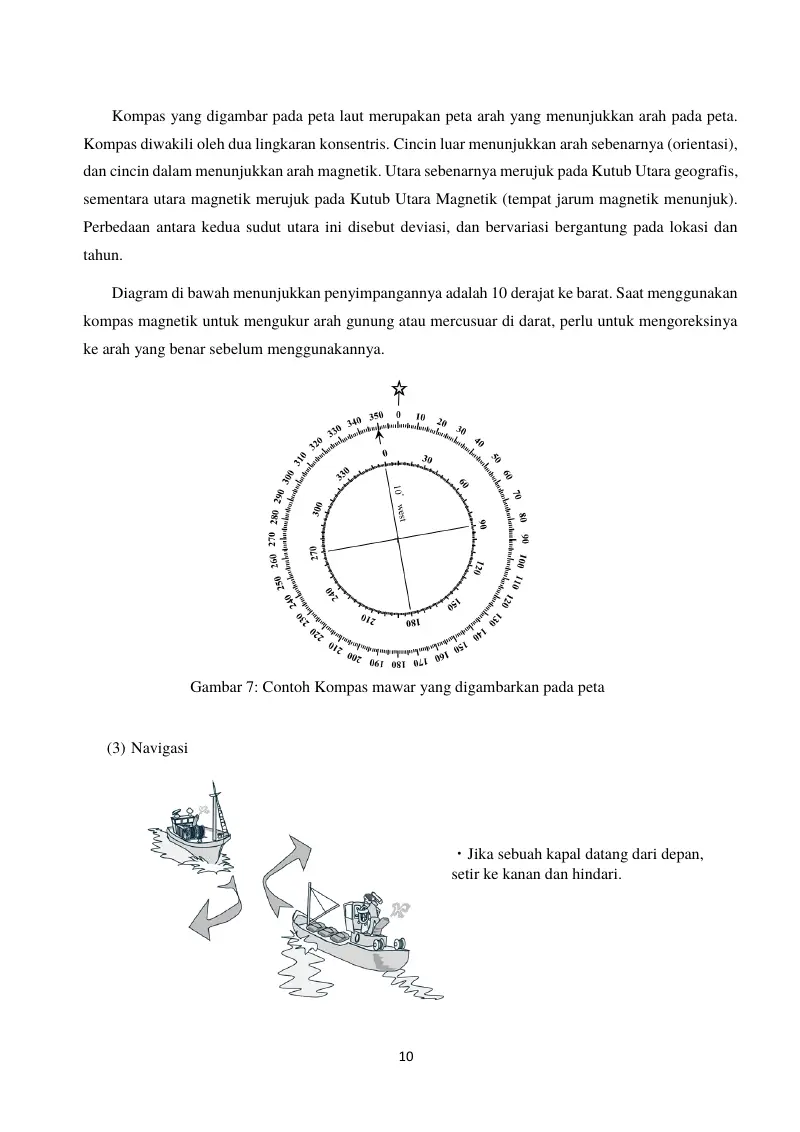 Kompas yang digambar pada peta laut merupakan peta arah yang menunjukkan arah pada peta.
Kompas diwakili oleh dua lingkaran konsentris. Cincin luar menunjukkan arah sebenarnya (orientasi),
dan cincin dalam menunjukkan arah magnetik. Utara sebenarnya merujuk pada Kutub Utara geografis,
sementara utara magnetik merujuk pada Kutub Utara Magnetik (tempat jarum magnetik menunjuk).
Perbedaan antara kedua sudut utara ini disebut deviasi, dan bervariasi bergantung pada lokasi dan
tahun.
Diagram di bawah menunjukkan penyimpangannya adalah 10 derajat ke barat. Saat menggunakan
kompas magnetik untuk mengukur arah gunung atau mercusuar di darat, perlu untuk mengoreksinya
ke arah yang benar sebelum menggunakannya.
0 10 20 30 40 50 60 70 80 90 100 110 120 130 140 150 160 170 180 190 200 210 220 230 240 250 260 270 280 290 300 310 320 330 340 350
0 30 60 90 120 150 180 210 240 270 300 330
10° west
Gambar 7: Contoh Kompas mawar yang digambarkan pada peta
(3) Navigasi
・Jika sebuah kapal datang dari depan,
setir ke kanan dan hindari.
10